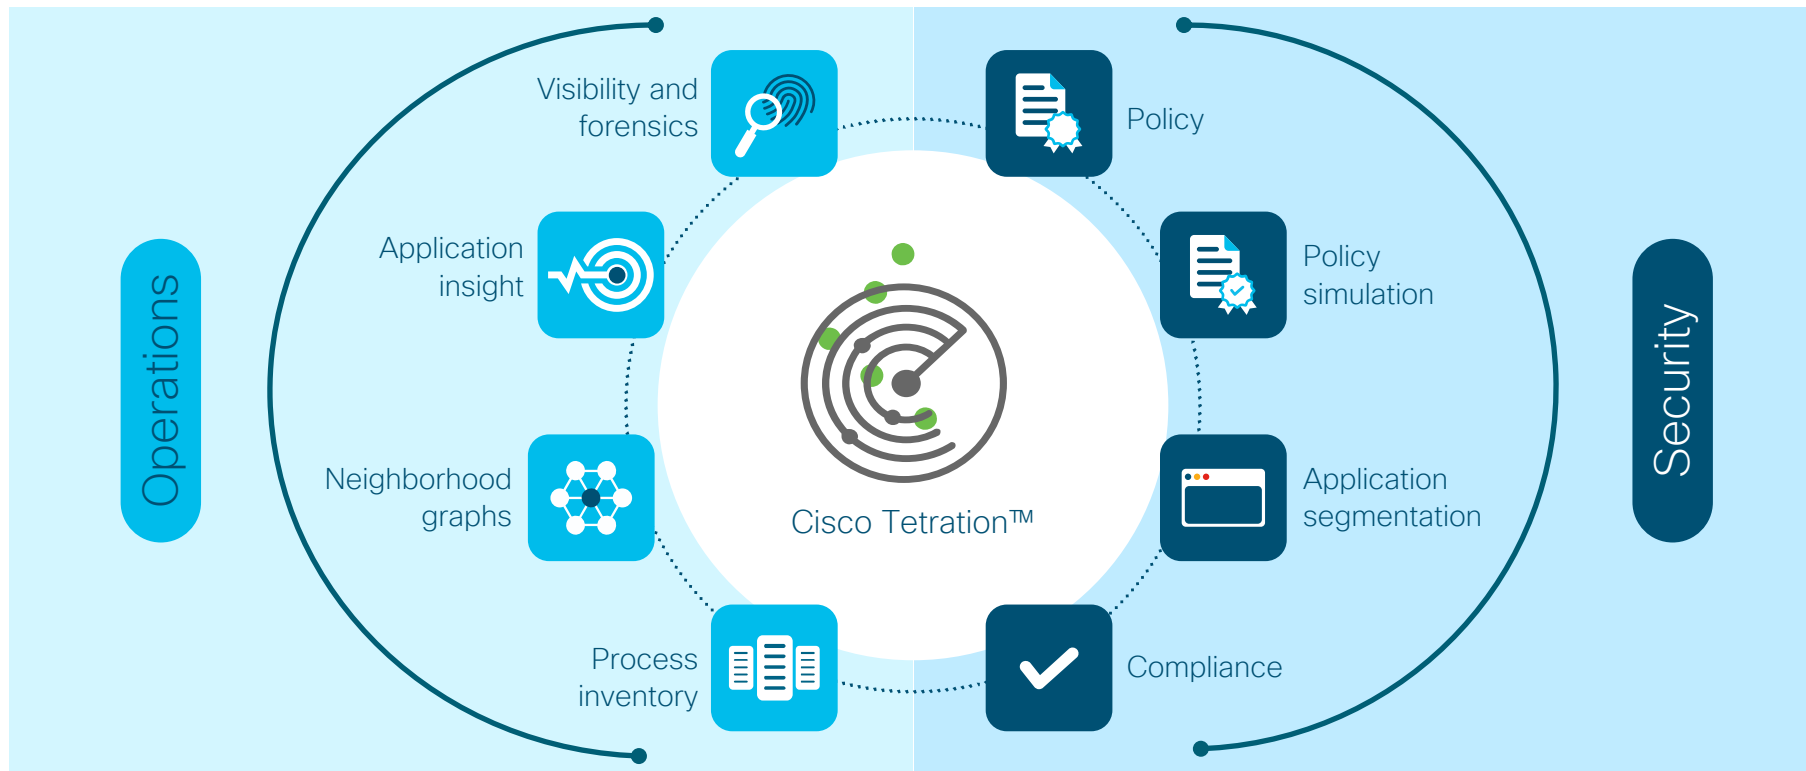 Operations
Visibility and
forensics
Application
insight
Neighborhood
graphs
Process
inventory
Cisco Tetration™
Policy
Policy
simulation
Application
segmentation
Compliance
Security